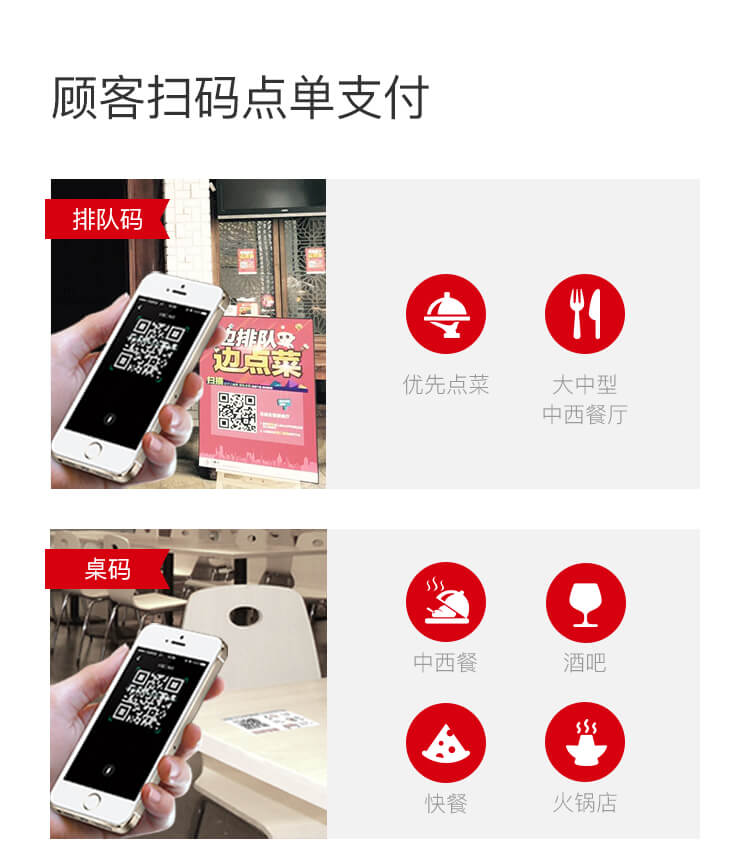 顾客扫码点单支付
排队码
边排队
边点菜
扫描
优先点菜
大中型
中西餐厅
桌码
中西餐
酒吧
快餐
火锅店